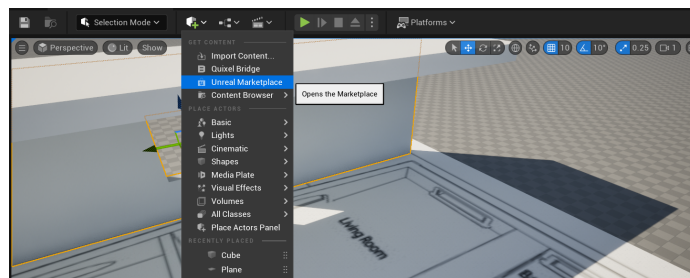 Selection Mode
Platforms
Perspective
Lit
Show
10
10°
0.25
1
GET CONTENT
Import Content...
Quixel Bridge
Unreal Marketplace
Content Browser
Opens the Marketplace
PLACE ACTORS
Basic
Lights
Cinematic
Shapes
Media Plate
Visual Effects
Volumes
All Classes
Place Actors Panel
RECENTLY PLACED
Cube
Plane
Living Room